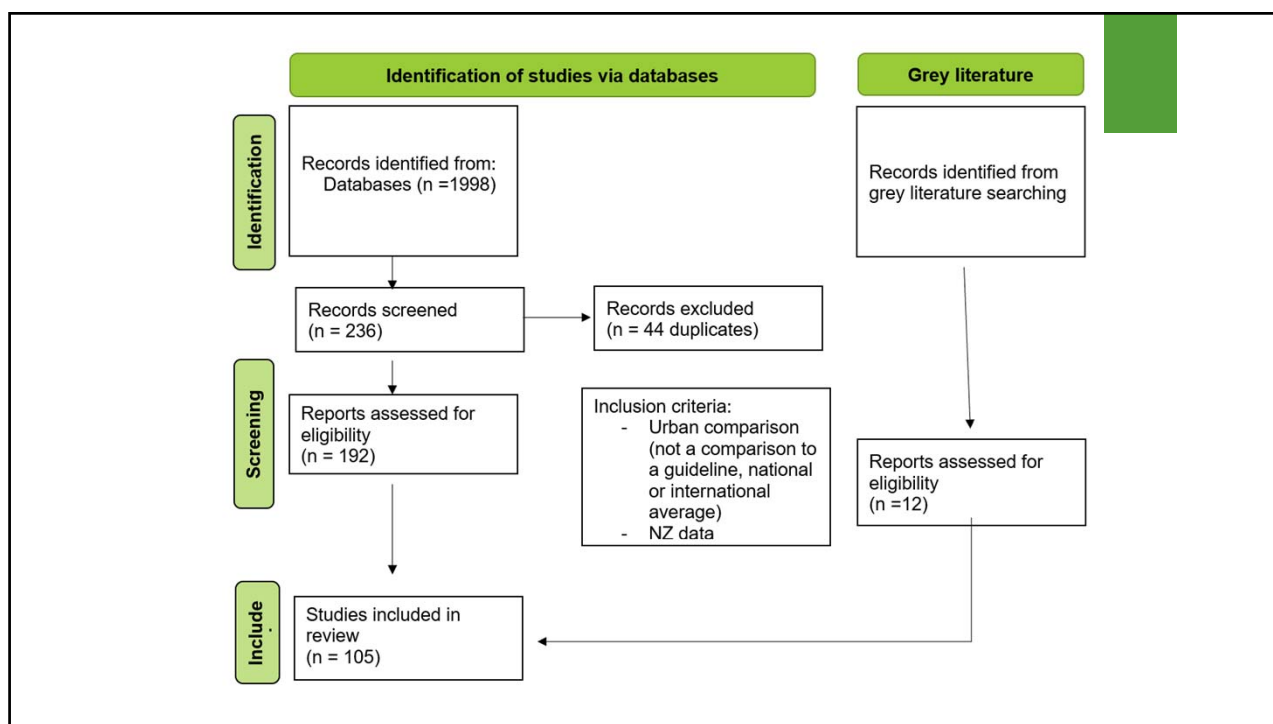 Identification of studies via databases
Grey literature
Identification
Records identified from:
Databases (n =1998)
Records identified from
grey literature searching
Records screened
(n = 236)
Records excluded
(n = 44 duplicates)
Screening
Reports assessed for
eligibility
(n = 192)
Inclusion criteria:
- Urban comparison
(not a comparison to
a guideline, national
or international
average)
- NZ data
Reports assessed for
eligibility
(n =12)
Include
.
Studies included in
review
(n = 105)